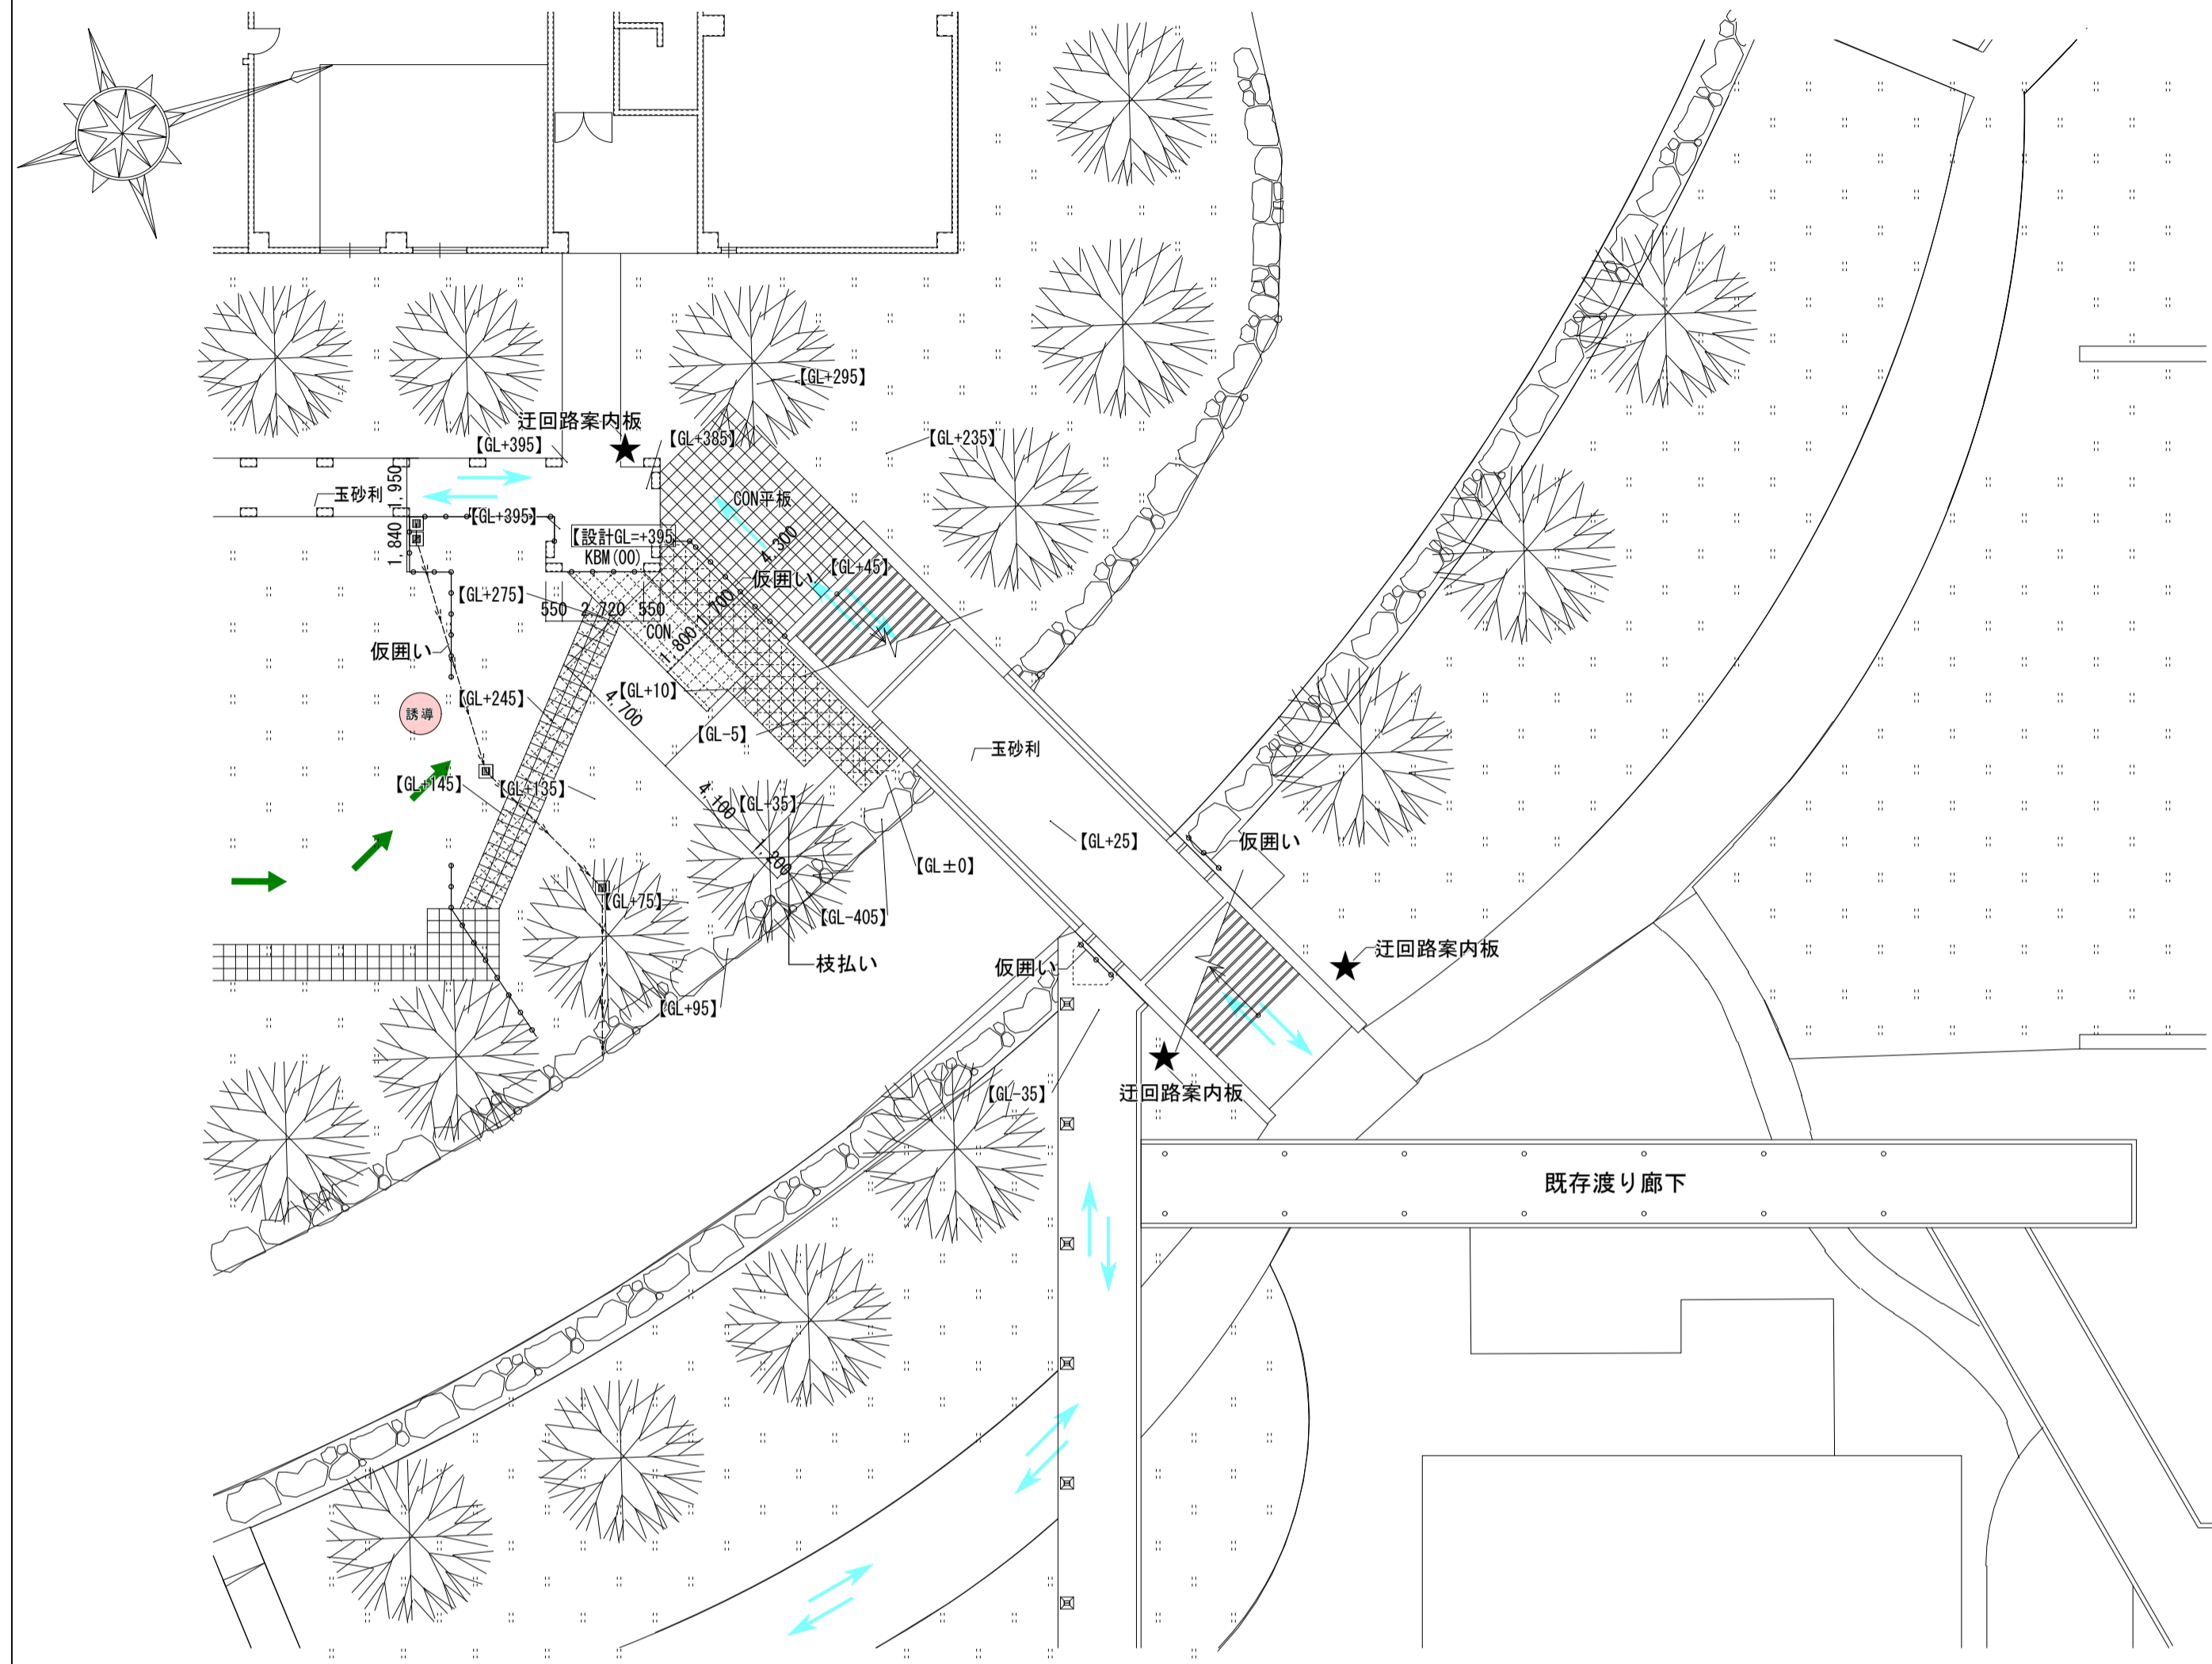 【GL+295】
迂回路案内板
【GL+395】
【GL+385】
【GL+235】
玉砂利
1,950
CON平板
【GL+395】
【設計GL=+395
KBM(00)
1,840
4,300
仮囲い
【GL+45】
【GL+275】
550 2,720 550
1,700
CON
1,800
仮囲い
【GL+10】
【GL+245】
4,700
誘導
【GL-5】
玉砂利
【GL+145】
【GL+135】
4,100
【GL-35】
【GL+25】
仮囲い
1,200
【GL±0】
【GL+75】
【GL-405】
迂回路案内板
枝払い
仮囲い
【GL+95】
【GL-35】
迂回路案内板
既存渡り廊下